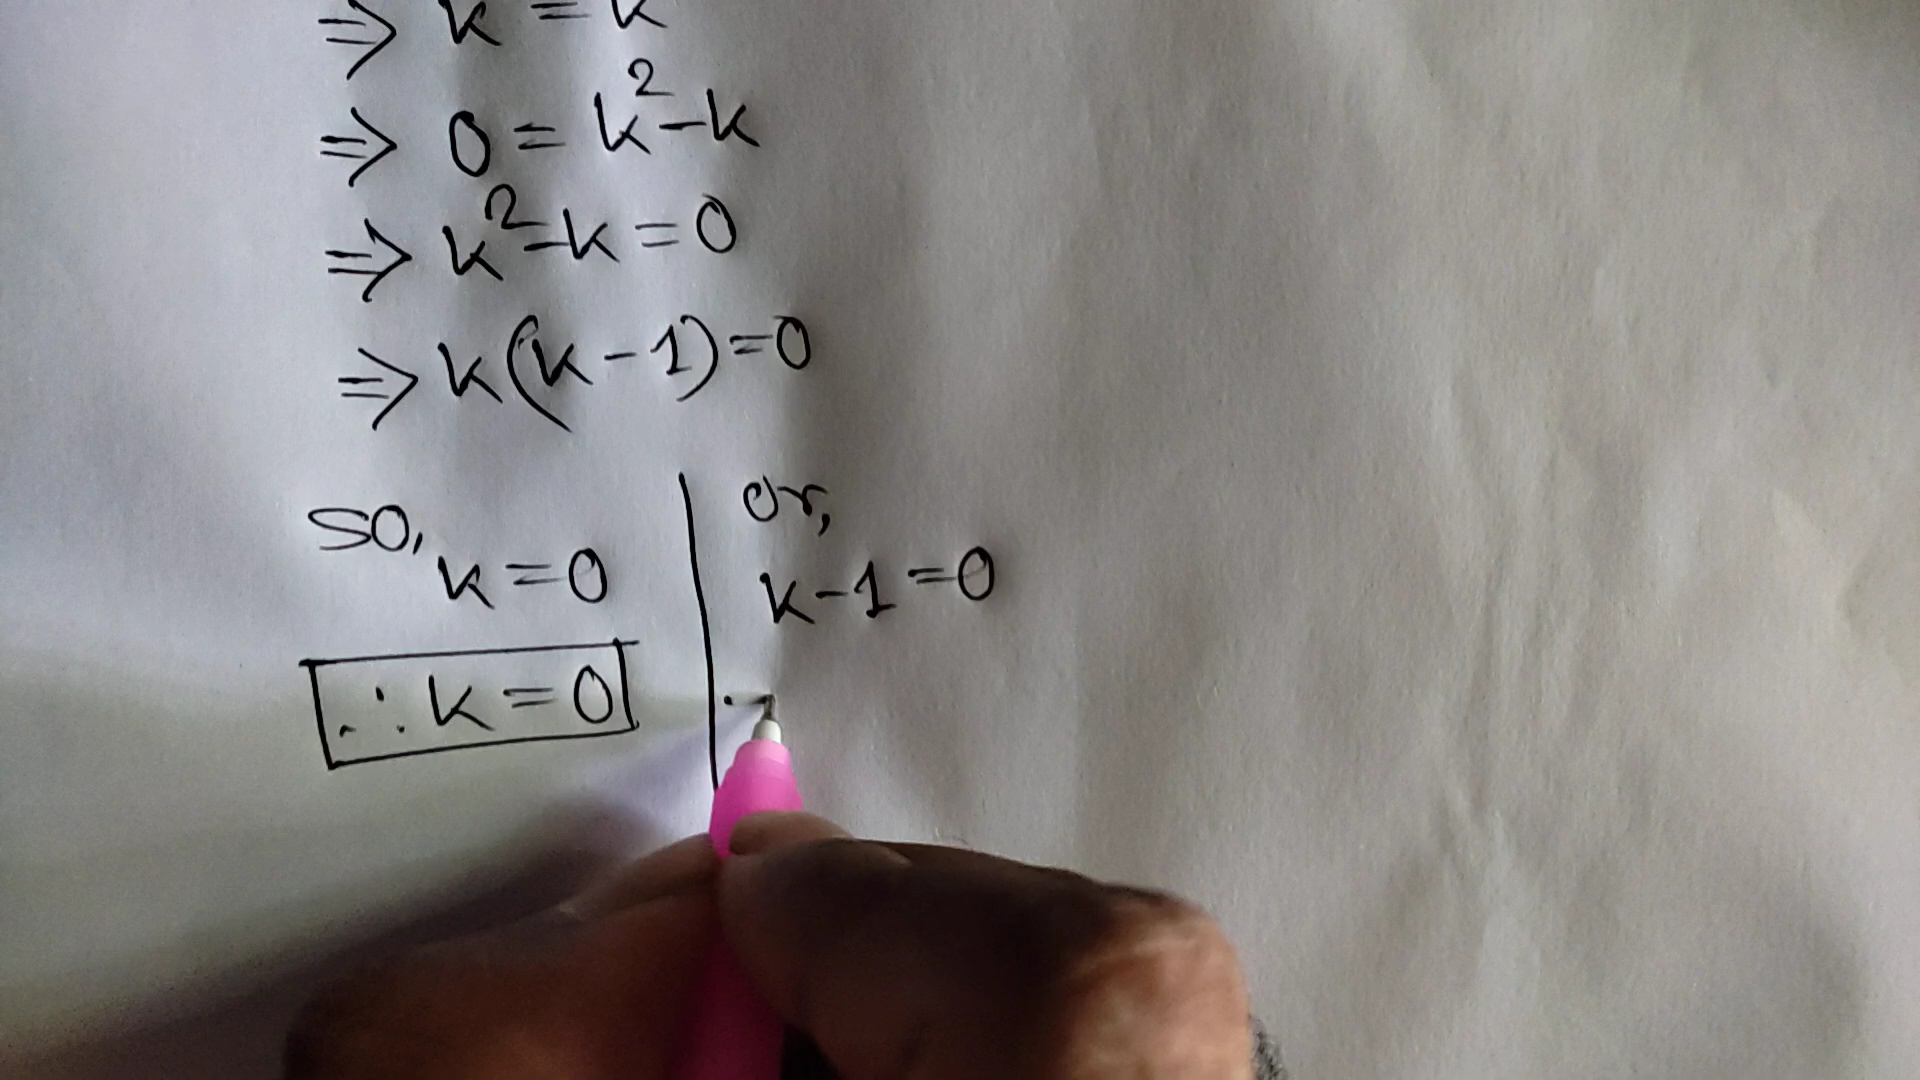 ⇒ k = k
⇒ 0 = k²-k
⇒ k²-k=0
⇒ k(k-1)=0
so,
k=0
∴ k=0
or,
k-1=0